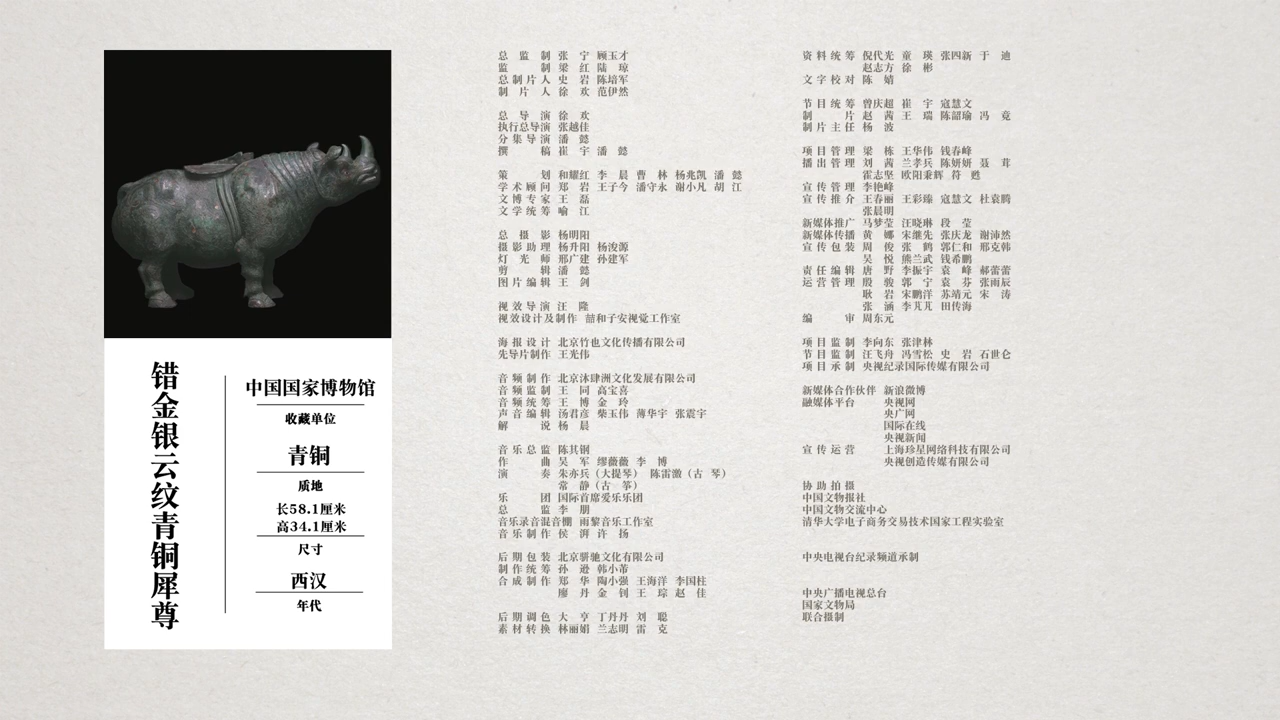 错金银云纹青铜犀尊
中国国家博物馆
收藏单位
青铜
质地
长58.1厘米
高34.1厘米
尺寸
西汉
年代
总监制 张宁 顾玉才
监制 梁红 陆琼
总制片人 史岩 陈培军
制片人 徐欢 范伊然
总导演 徐欢
执行总导演 张越佳
分集导演 潘懿
撰稿 崔宇 潘懿
策划 和耀红 李晨 曹林 杨兆凯 潘懿
学术顾问 郑岩 王子今 潘守永 谢小凡 胡江
文博专家 王磊
文学统筹 喻江
总摄影 杨明阳
摄影助理 杨升阳 杨浚源
灯光师 邢广建 孙建军
剪辑 潘懿
图片编辑 王剑
视效导演 汪隆
视效设计及制作 喆和子安视觉工作室
海报设计 北京竹也文化传播有限公司
先导片制作 王光伟
音频制作 北京沐肆洲文化发展有限公司
音频监制 王同 高宝喜
音频统筹 王博 金玲
声音编辑 汤君彦 柴玉伟 薄华宇 张震宇
解说 杨晨
音乐总监 陈其钢
作曲 吴军 缪薇薇 李博
演奏 朱亦兵（大提琴） 陈雷激（古琴）
常静（古筝）
乐团 国际首席爱乐乐团
总监 李朋
音乐录音混音棚 雨黎音乐工作室
音乐制作 侯湃 许扬
后期包装 北京骄驰文化有限公司
制作统筹 孙逊 韩小芾
合成制作 郑华 陶小强 王海洋 李国柱
廖丹 金钊 王琮 赵佳
后期调色 大亨 丁丹丹 刘聪
素材转换 林丽娟 兰志明 雷克
资料统筹 倪代光 童瑛 张四新 于迪
赵志方 徐彬
文字校对 陈婧
节目统筹 曾庆超 崔宇 寇慧文
制片 赵茜 王瑞 陈韶瑜 冯竟
制片主任 杨波
项目管理 梁栋 王华伟 钱春峰
播出管理 刘茜 兰孝兵 陈妍妍 聂茸
霍志坚 欧阳秉辉 符甦
宣传管理 李艳峰
宣传推介 王春丽 王彩臻 寇慧文 杜袁腾
张晨明
新媒体推广 马梦莹 汪晓琳 段莹
新媒体传播 黄娜 宋继先 张庆龙 谢沛然
宣传包装 周俊 张鹤 郭仁和 邢克韩
吴悦 熊兰武 钱希鹏
责任编辑 唐野 李振宇 袁峰 郝蕾蕾
运营管理 殷骏 郭宁 袁芬 张雨辰
耿岩 宋鹏洋 苏靖元 宋涛
张涵 李芃芃 田传海
编审 周东元
项目监制 李向东 张津林
节目监制 汪飞舟 冯雪松 史岩 石世仑
项目承制 央视纪录国际传媒有限公司
新媒体合作伙伴 新浪微博
融媒体平台 央视网
央广网
国际在线
央视新闻
宣传运营 上海珍星网络科技有限公司
央视创造传媒有限公司
协助拍摄
中国文物报社
中国文物交流中心
清华大学电子商务交易技术国家工程实验室
中央电视台纪录频道承制
中央广播电视总台
国家文物局
联合摄制